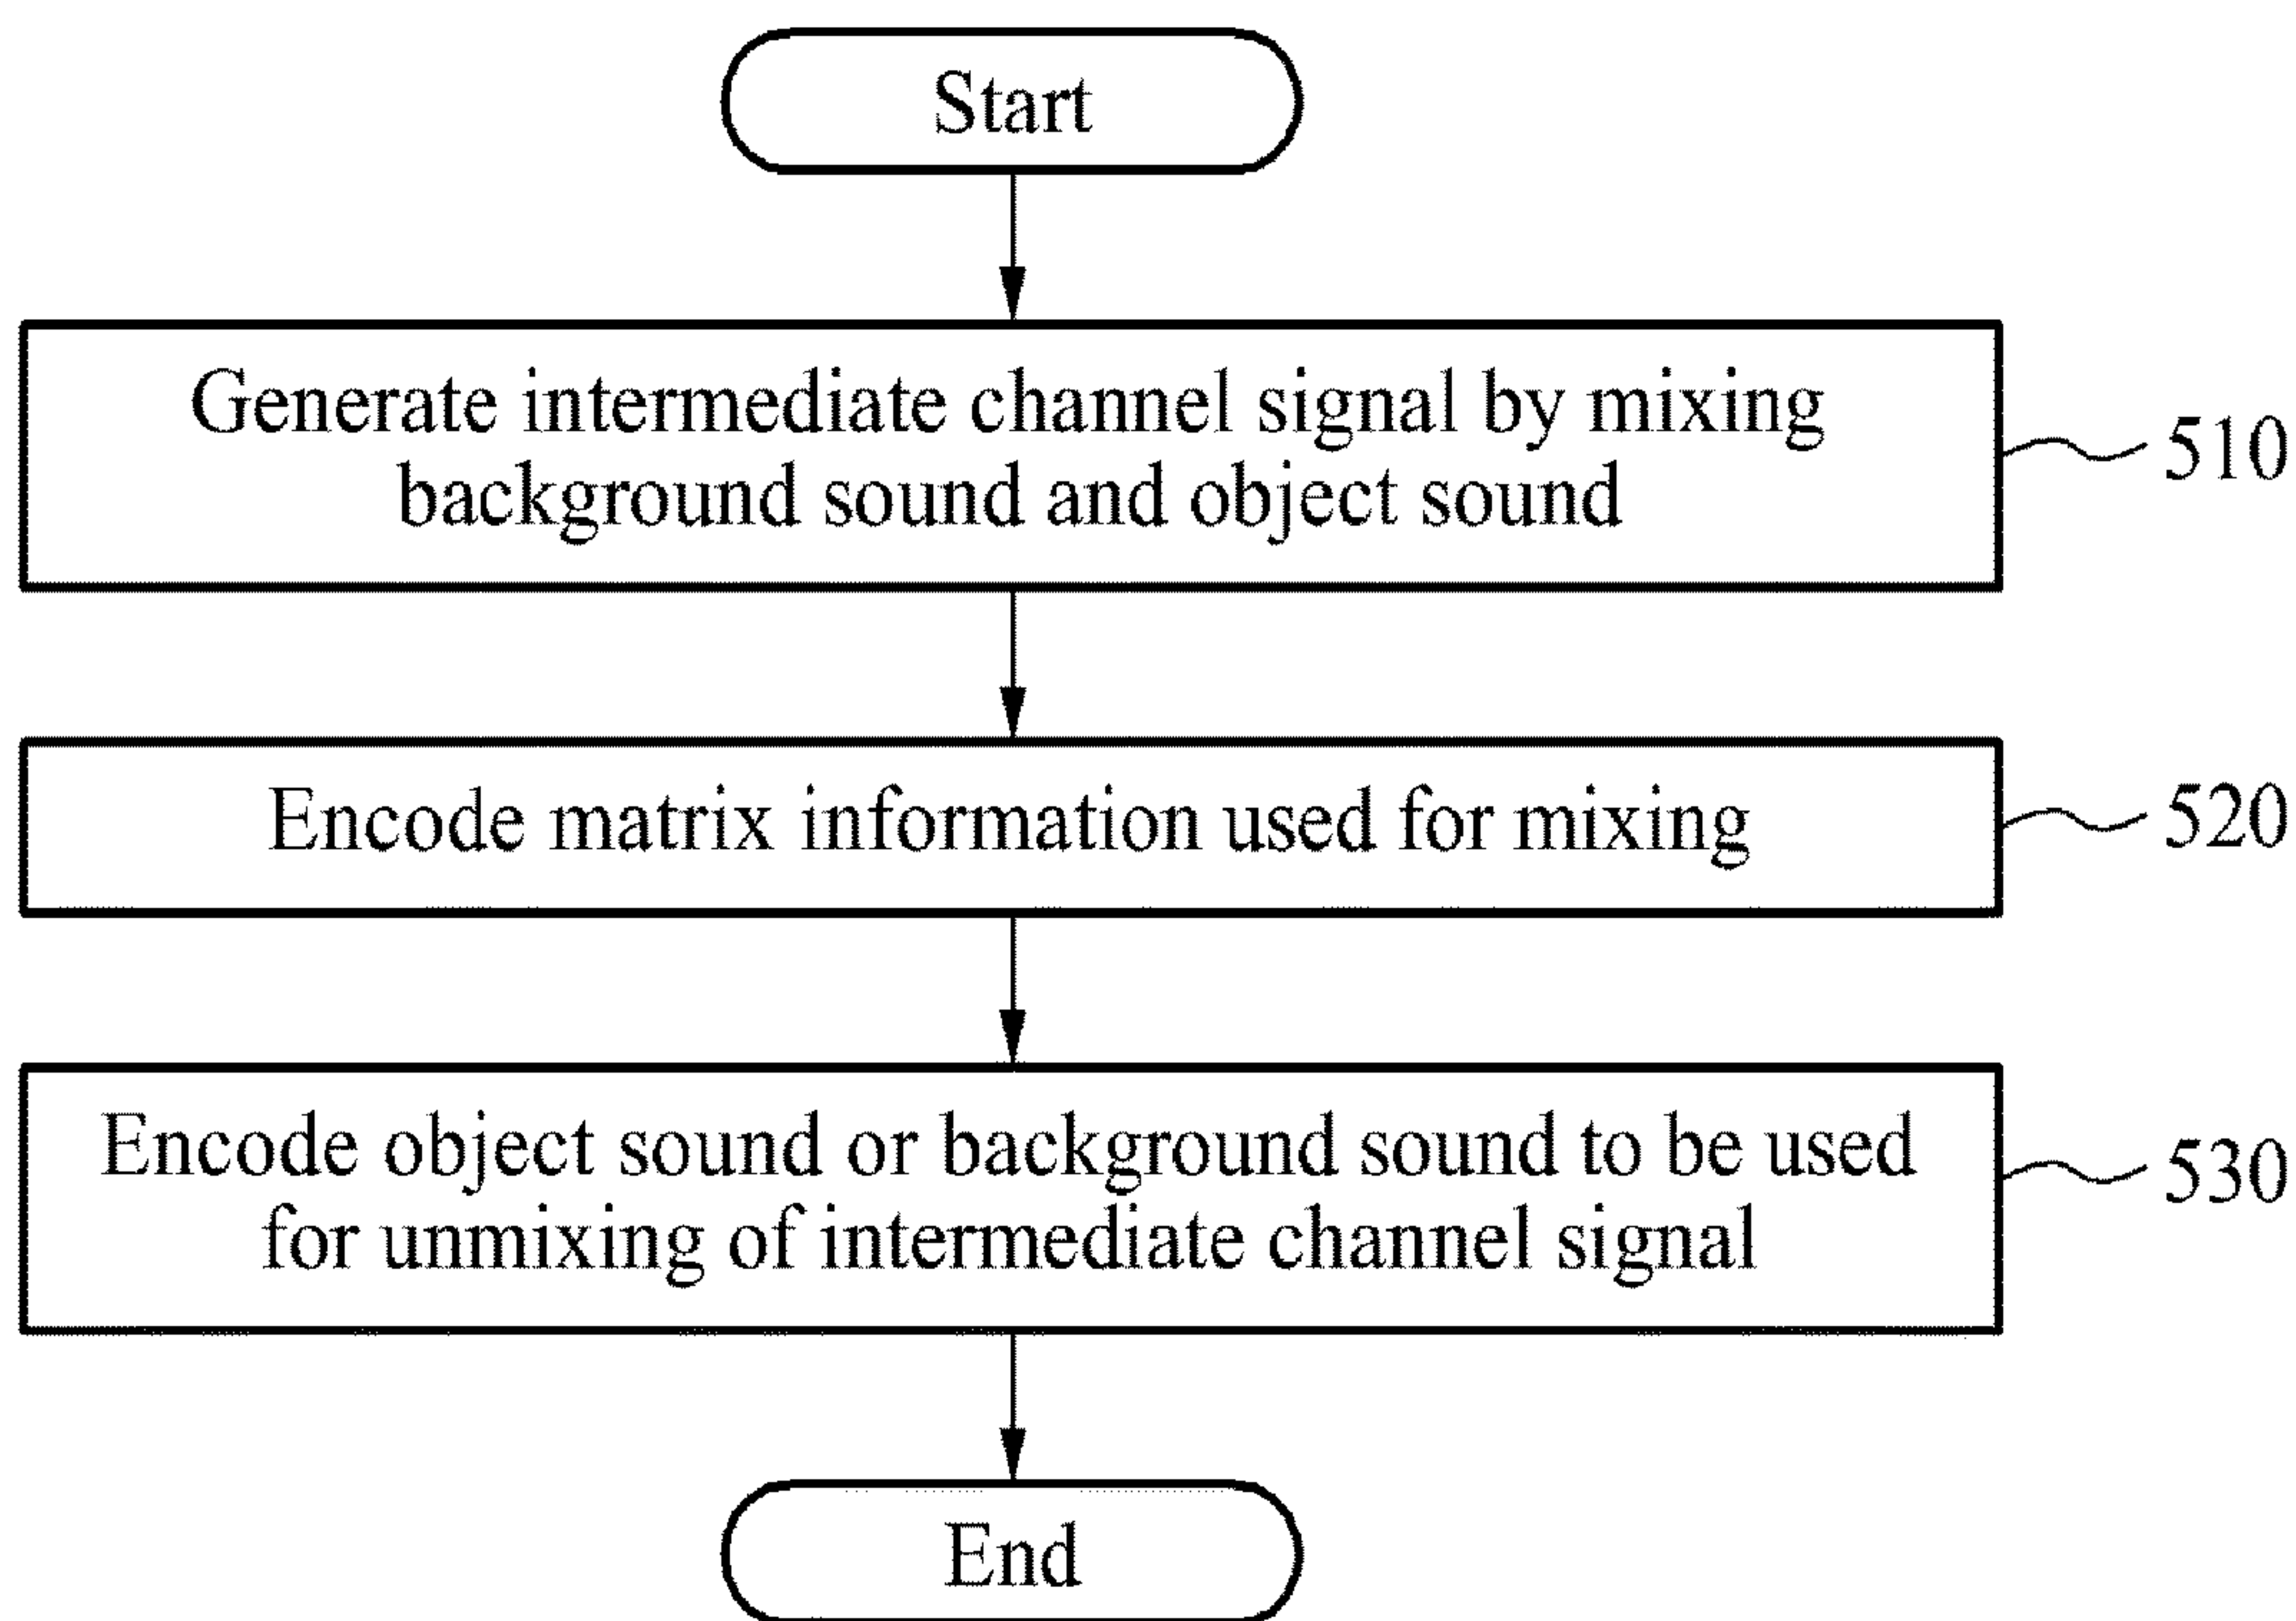 Start
Generate intermediate channel signal by mixing
background sound and object sound
510
Encode matrix information used for mixing
520
Encode object sound or background sound to be used
for unmixing of intermediate channel signal
530
End